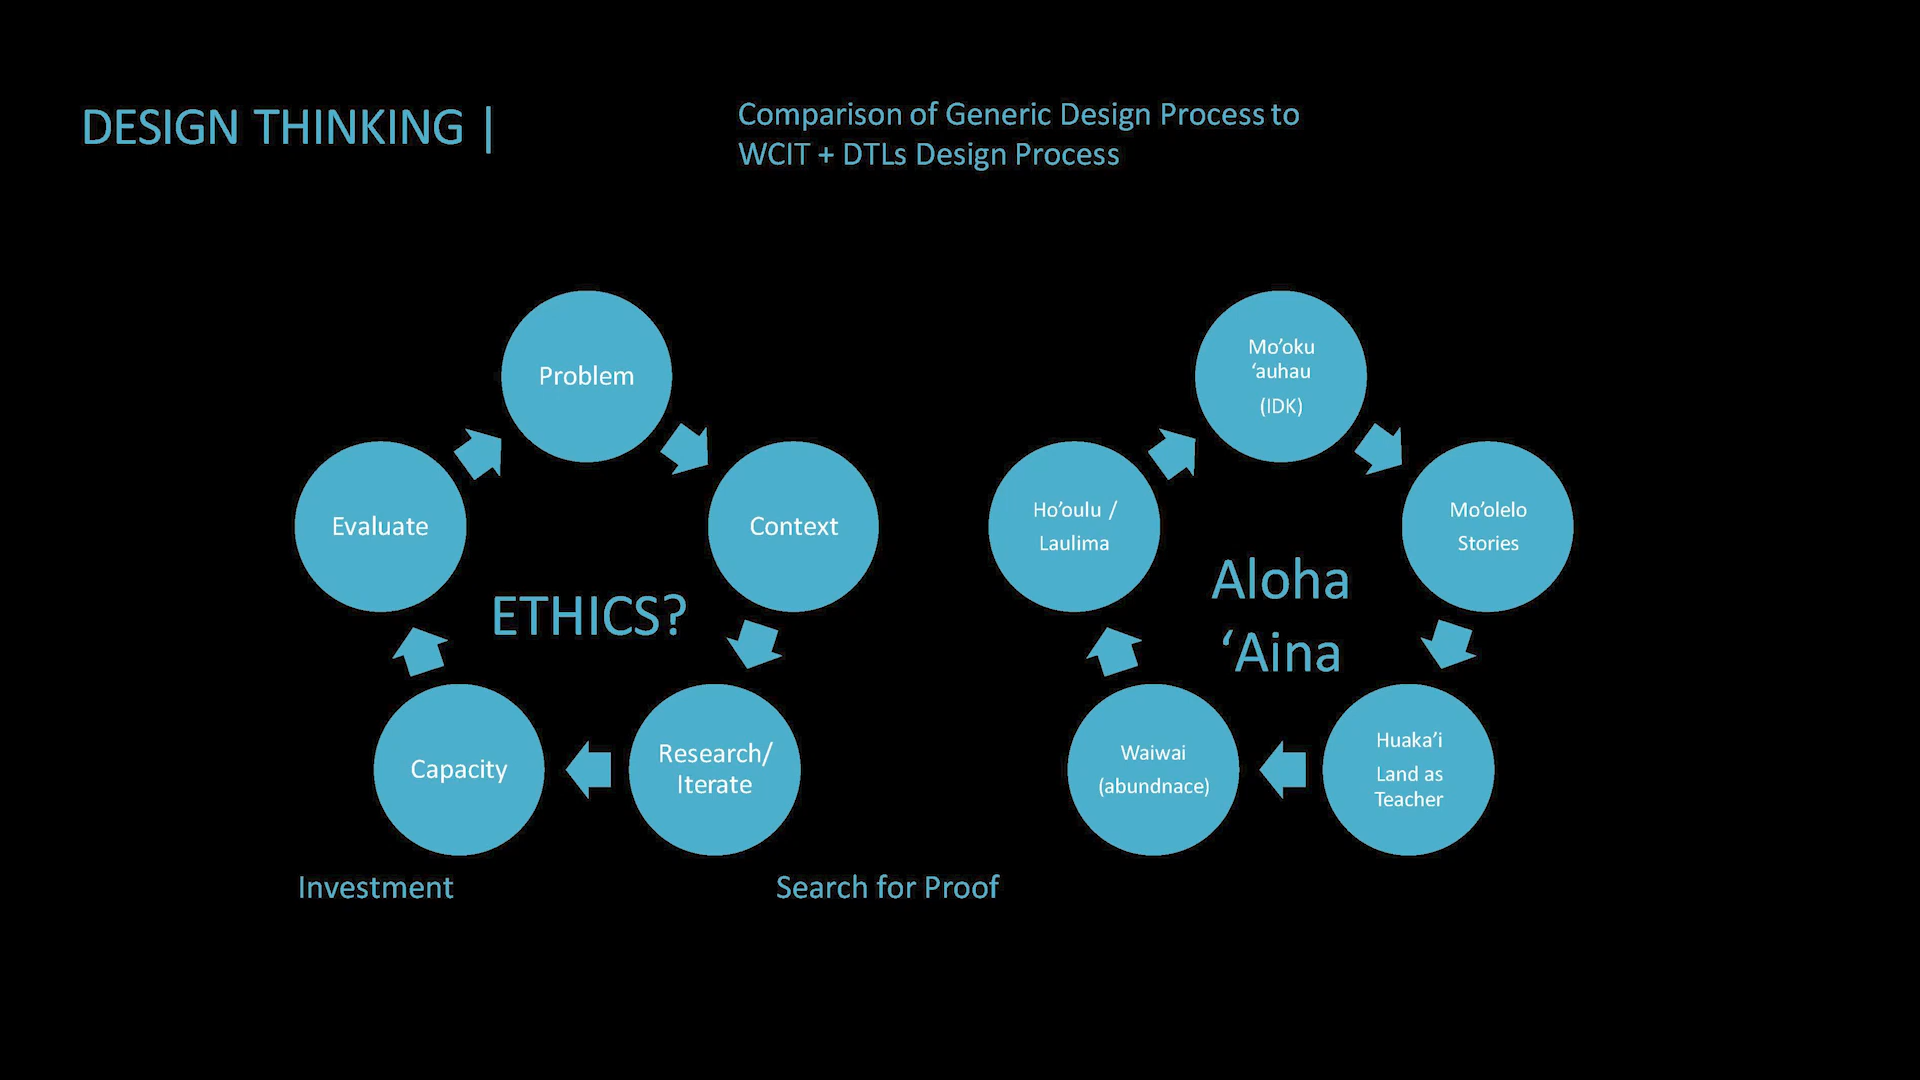 DESIGN THINKING |
Comparison of Generic Design Process to
WCIT + DTLs Design Process
Problem
Context
Research/
Iterate
Capacity
Evaluate
ETHICS?
Investment
Search for Proof
Mo’oku
‘auhau
(IDK)
Mo’olelo
Stories
Huaka’i
Land as
Teacher
Waiwai
(abundnace)
Ho’oulu /
Laulima
Aloha
‘Aina